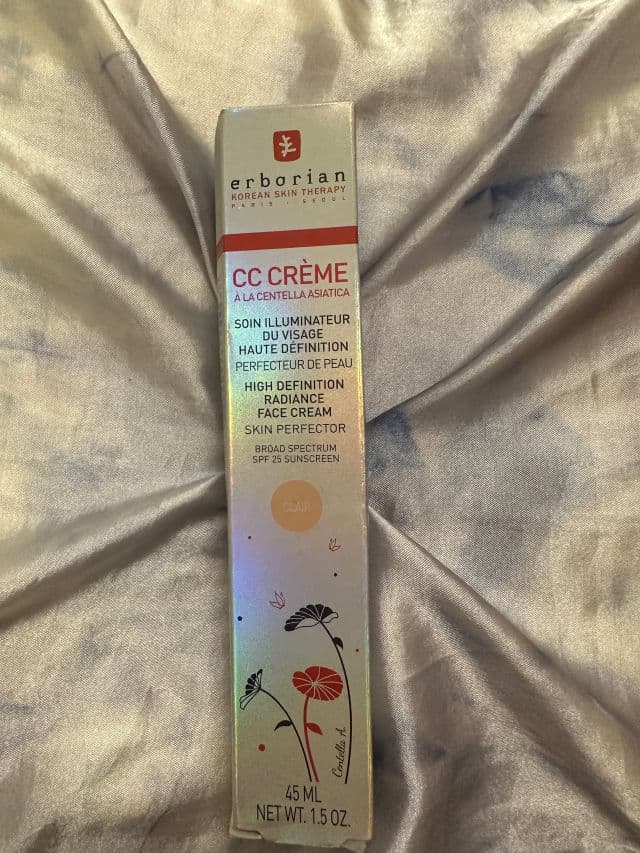 erborian
KOREAN SKIN THERAPY
PARIS · SEOUL
CC CRÈME
À LA CENTELLA ASIATICA
SOIN ILLUMINATEUR
DU VISAGE
HAUTE DÉFINITION
PERFECTEUR DE PEAU
HIGH DEFINITION
RADIANCE
FACE CREAM
SKIN PERFECTOR
BROAD SPECTRUM
SPF 25 SUNSCREEN
CLAIR
Centella A.
45 ML
NET WT. 1.5 OZ.